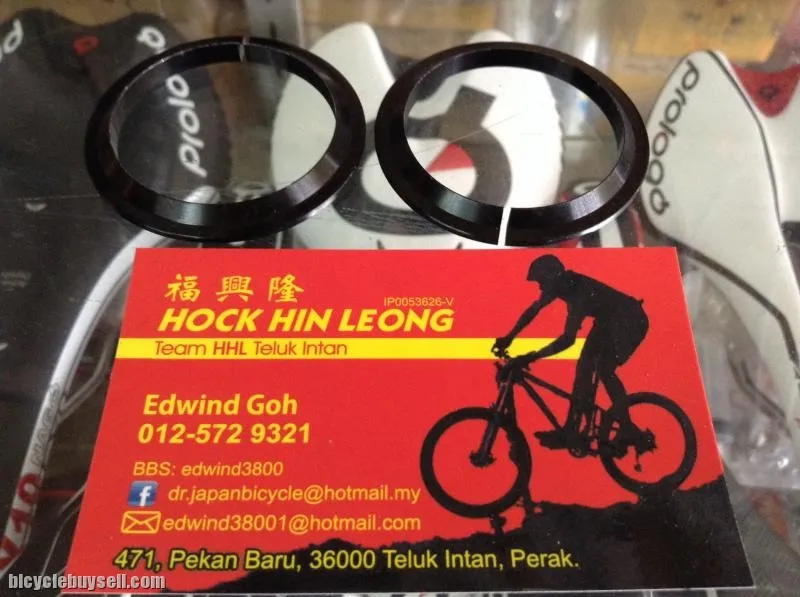 prologo
prologo
福興隆
IP0053626-V
HOCK HIN LEONG
Team HHL Teluk Intan
Edwind Goh
012-572 9321
BBS: edwind3800
f dr.japanbicycle@hotmail.my
edwind38001@hotmail.com
471, Pekan Baru, 36000 Teluk Intan, Perak.
bicyclebuysell.com